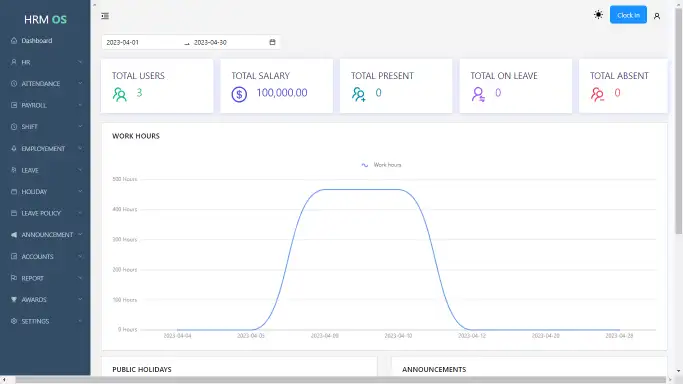 HRM OS
Dashboard
HR
ATTENDANCE
PAYROLL
SHIFT
EMPLOYEMENT
LEAVE
HOLIDAY
LEAVE POLICY
ANNOUNCEMENT
ACCOUNTS
REPORT
AWARDS
SETTINGS
Clock in
2023-04-01 → 2023-04-30
TOTAL USERS
3
TOTAL SALARY
100,000.00
TOTAL PRESENT
0
TOTAL ON LEAVE
0
TOTAL ABSENT
0
WORK HOURS
Work hours
500 Hours
400 Hours
300 Hours
200 Hours
100 Hours
0 Hours
2023-04-04 2023-04-05 2023-04-09 2023-04-10 2023-04-12 2023-04-20 2023-04-28
PUBLIC HOLIDAYS
ANNOUNCEMENTS